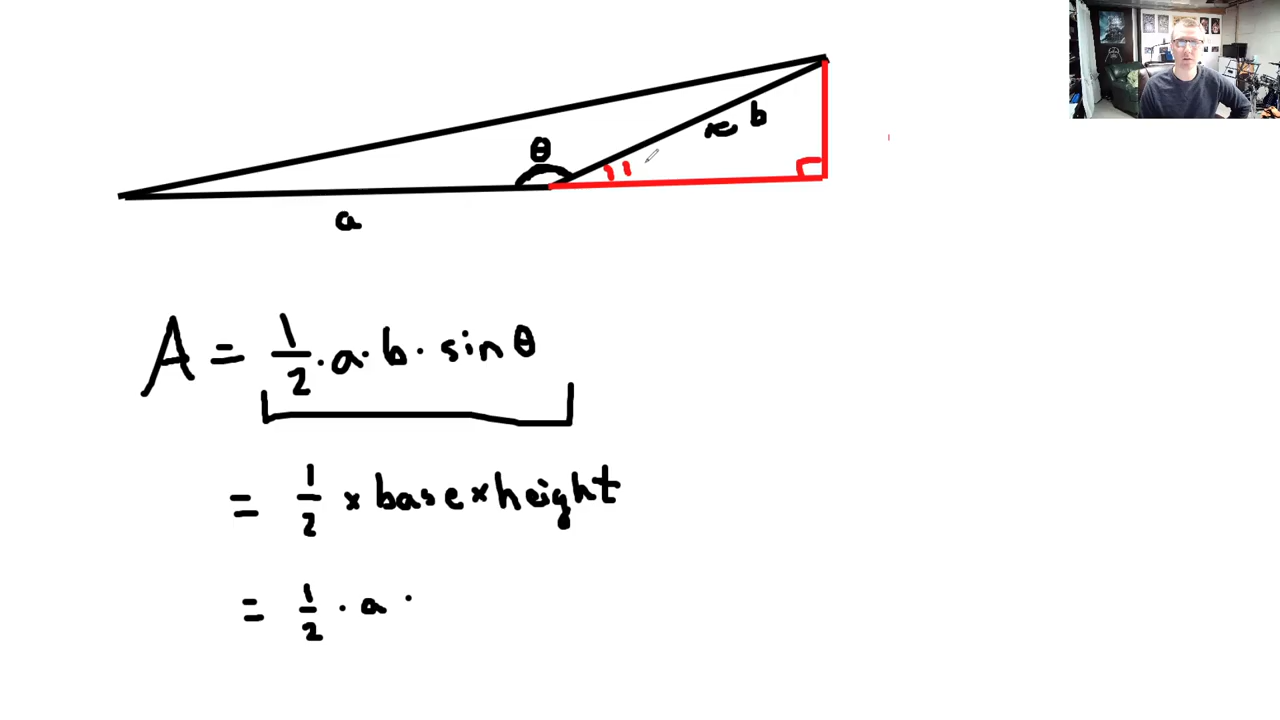 θ
b
a
A = 1/2 · a · b · sin θ
= 1/2 × base × height
= 1/2 · a ·